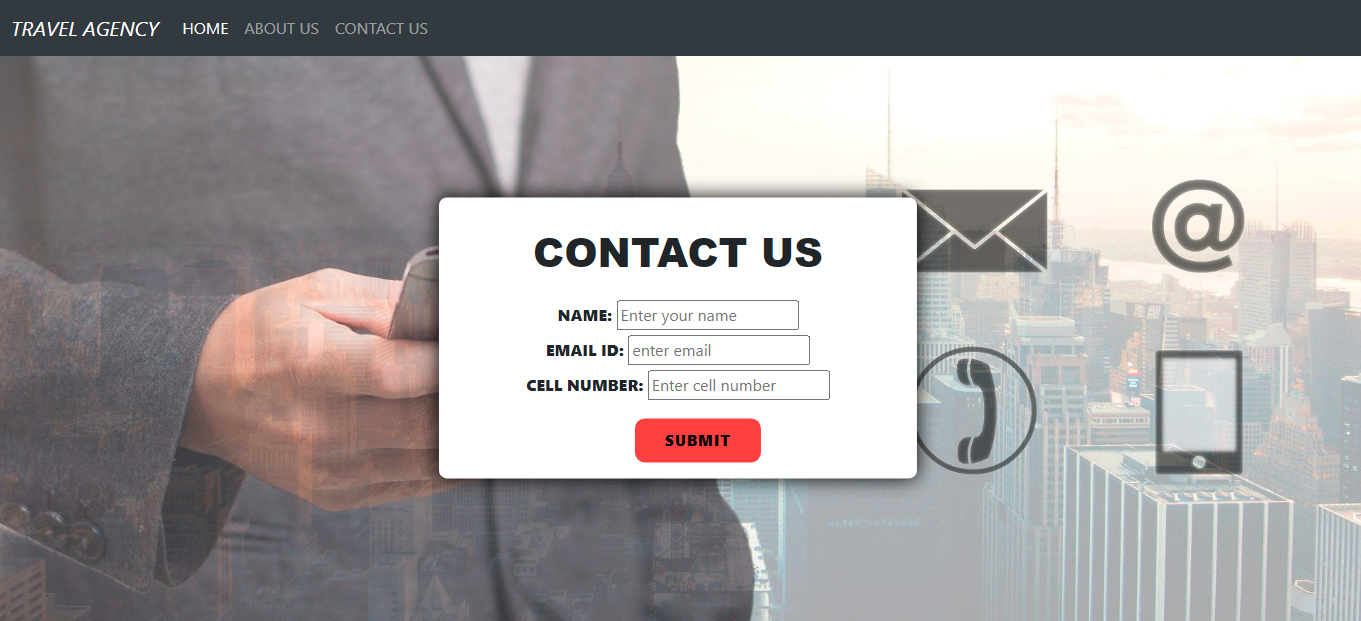 TRAVEL AGENCY HOME ABOUT US CONTACT US
CONTACT US
NAME: Enter your name
EMAIL ID: enter email
CELL NUMBER: Enter cell number
SUBMIT
@